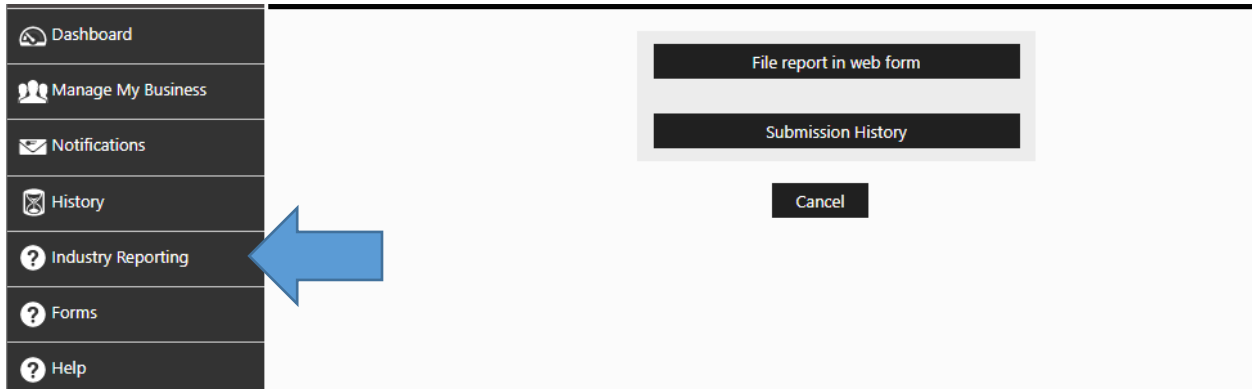 Dashboard
Manage My Business
Notifications
History
Industry Reporting
Forms
Help
File report in web form
Submission History
Cancel